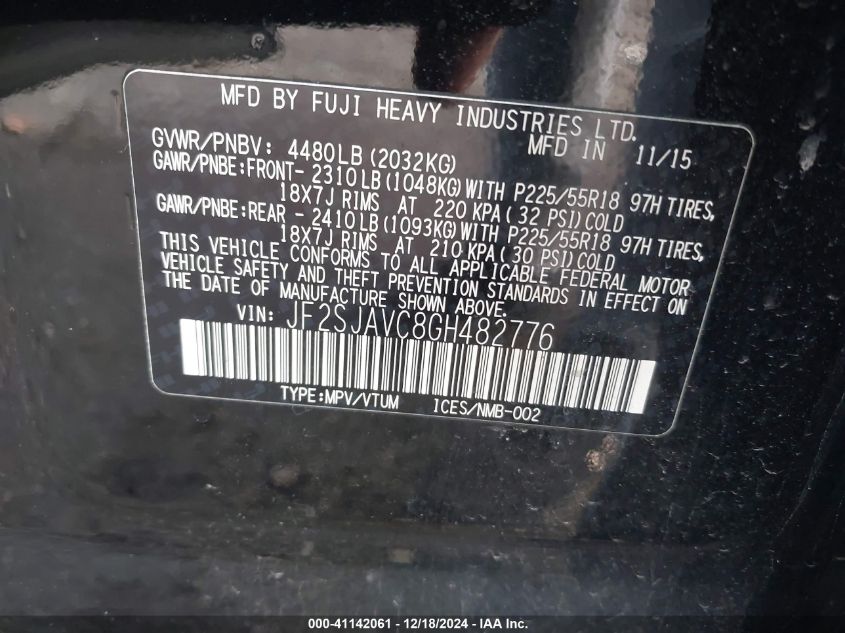 MFD BY FUJI HEAVY INDUSTRIES LTD.
GVWR/PNBV: 4480LB (2032KG) MFD IN 11/15
GAWR/PNBE: FRONT- 2310LB (1048KG) WITH P225/55R18 97H TIRES,
18X7J RIMS AT 220 KPA ( 32 PSI) COLD
GAWR/PNBE: REAR - 2410LB (1093KG) WITH P225/55R18 97H TIRES,
18X7J RIMS AT 210 KPA ( 30 PSI) COLD
THIS VEHICLE CONFORMS TO ALL APPLICABLE FEDERAL MOTOR
VEHICLE SAFETY AND THEFT PREVENTION STANDARDS IN EFFECT ON
THE DATE OF MANUFACTURE SHOWN ABOVE.
VIN: JF2SJAVC8GH482776
TYPE:MPV/VTUM ICES/NMB-002
000-41142061 - 12/18/2024 - IAA Inc.